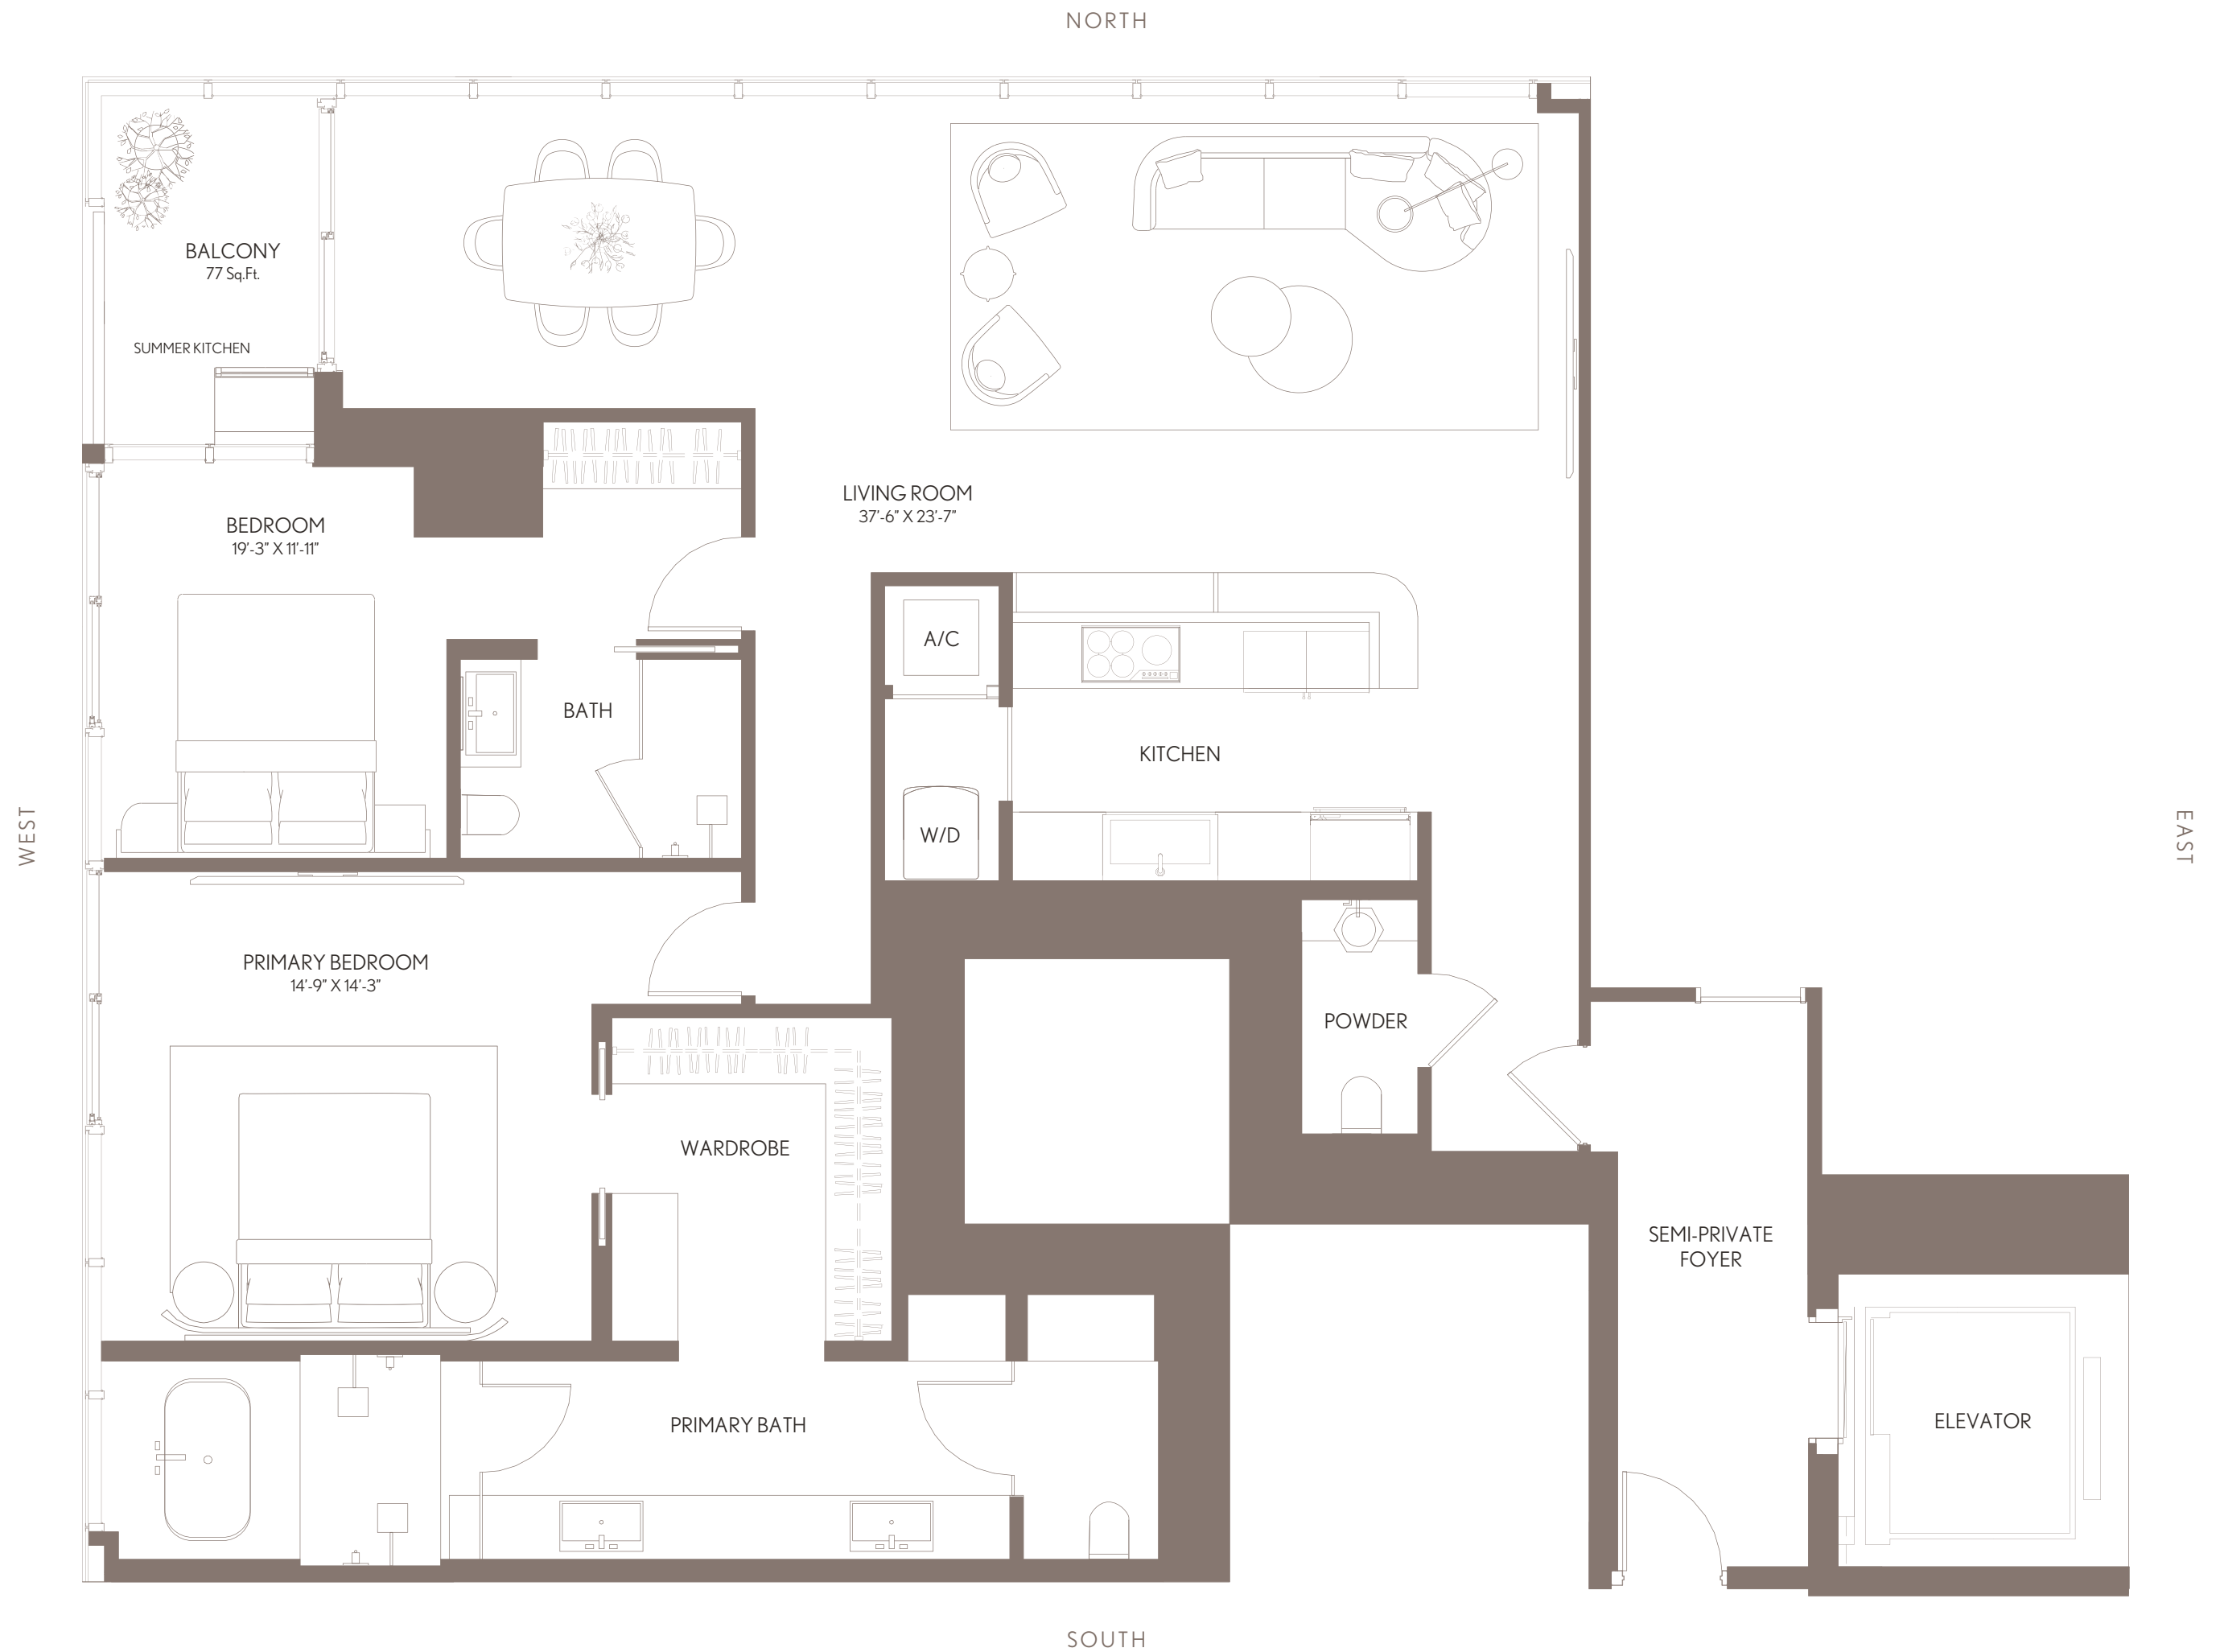 NORTH
BALCONY
77 Sq.Ft.
SUMMER KITCHEN
LIVING ROOM
37'-6" X 23'-7"
BEDROOM
19'-3" X 11'-11"
A/C
BATH
KITCHEN
WEST
EAST
W/D
PRIMARY BEDROOM
14'-9" X 14'-3"
POWDER
WARDROBE
SEMI-PRIVATE
FOYER
PRIMARY BATH
ELEVATOR
SOUTH